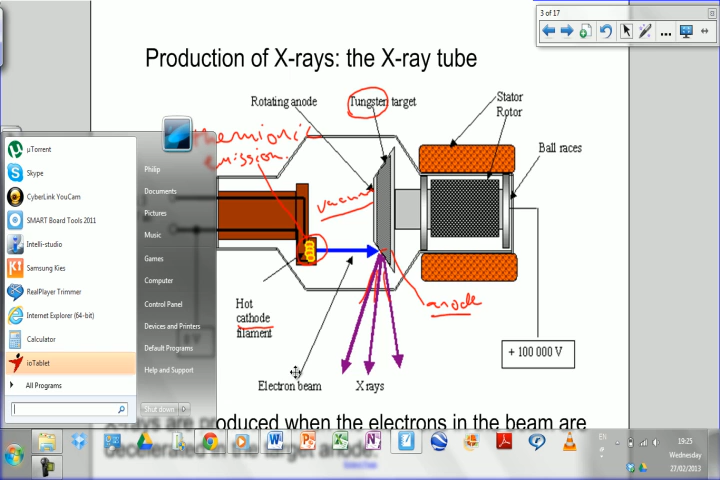 3 of 17
Production of X-rays: the X-ray tube
Rotating anode
Tungsten target
Stator
Rotor
Ball races
thermionic
emission.
vacuum
anode
Hot
cathode
filament
Electron beam
X rays
+ 100 000 V
X-rays are produced when the electrons in the beam are
decelerated in the target anode.
µTorrent
Skype
CyberLink YouCam
SMART Board Tools 2011
Intelli-studio
Samsung Kies
RealPlayer Trimmer
Internet Explorer (64-bit)
Calculator
ioTablet
All Programs
Philip
Documents
Pictures
Music
Games
Computer
Control Panel
Devices and Printers
Default Programs
Help and Support
Shut down
EN
19:25
Wednesday
27/02/2013